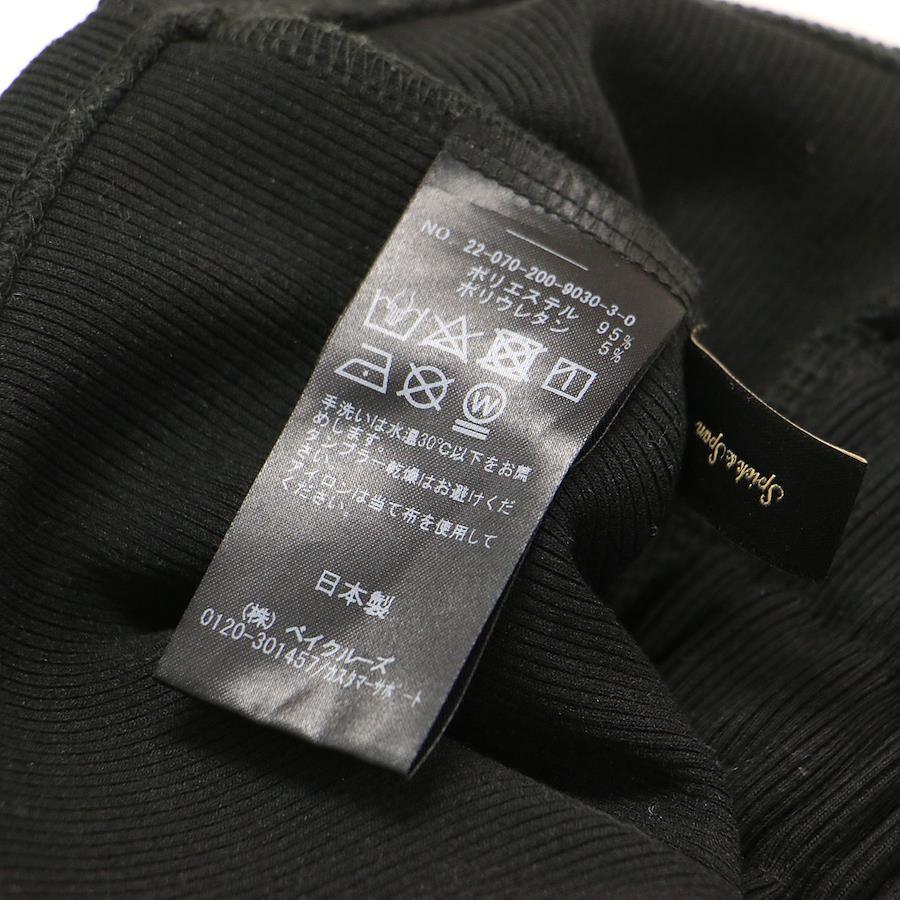 NO. 22-070-200-9030-3-0
ポリエステル 95%
ポリウレタン 5%
W
手洗いは水温30℃以下をお薦
めします。
タンブラー乾燥はお避けくだ
さい。
アイロンは当て布を使用して
ください。
日本製
(株) ベイクルーズ
0120-301457/カスタマーサポート
Spick & Span